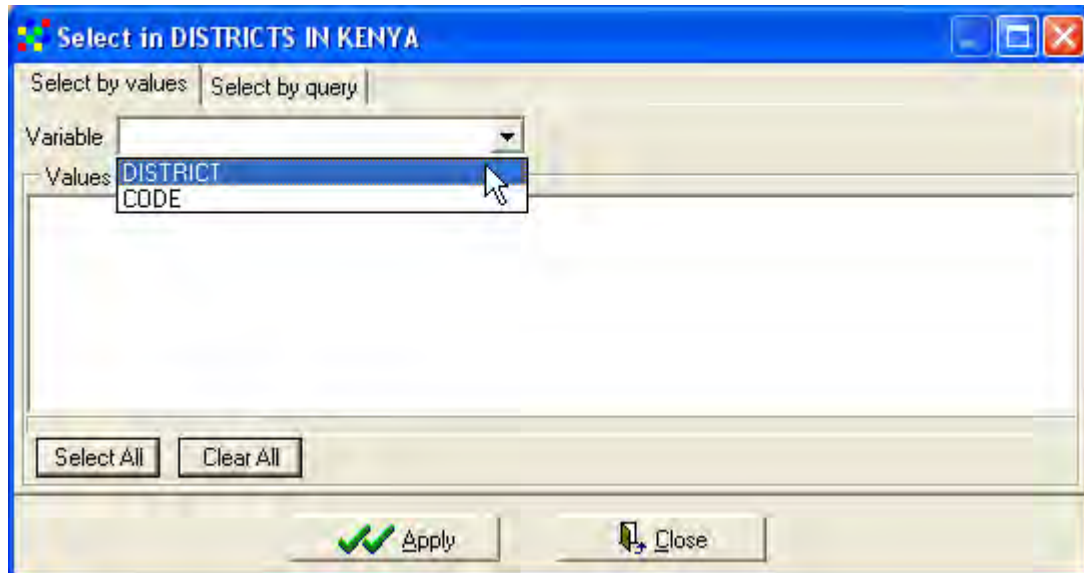 Select in DISTRICTS IN KENYA
Select by values Select by query
Variable
DISTRICT
Values
CODE
Select All Clear All
Apply Close